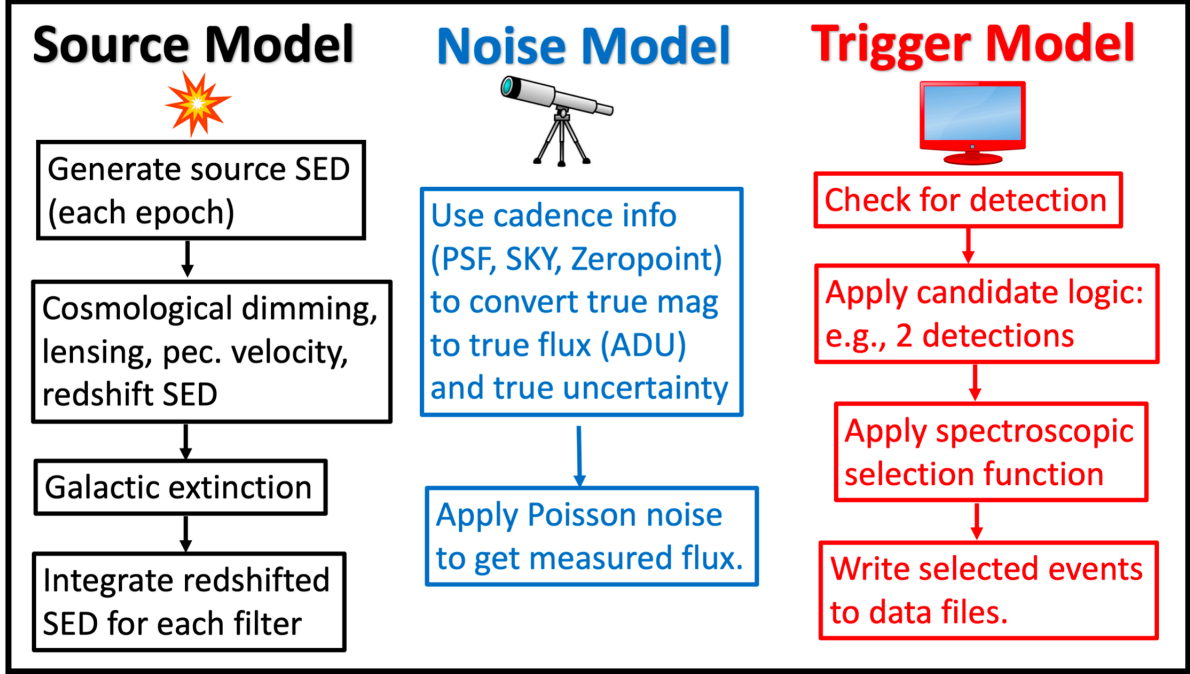 Source Model
Generate source SED
(each epoch)
Cosmological dimming,
lensing, pec. velocity,
redshift SED
Galactic extinction
Integrate redshifted
SED for each filter
Noise Model
Use cadence info
(PSF, SKY, Zeropoint)
to convert true mag
to true flux (ADU)
and true uncertainty
Apply Poisson noise
to get measured flux.
Trigger Model
Check for detection
Apply candidate logic:
e.g., 2 detections
Apply spectroscopic
selection function
Write selected events
to data files.